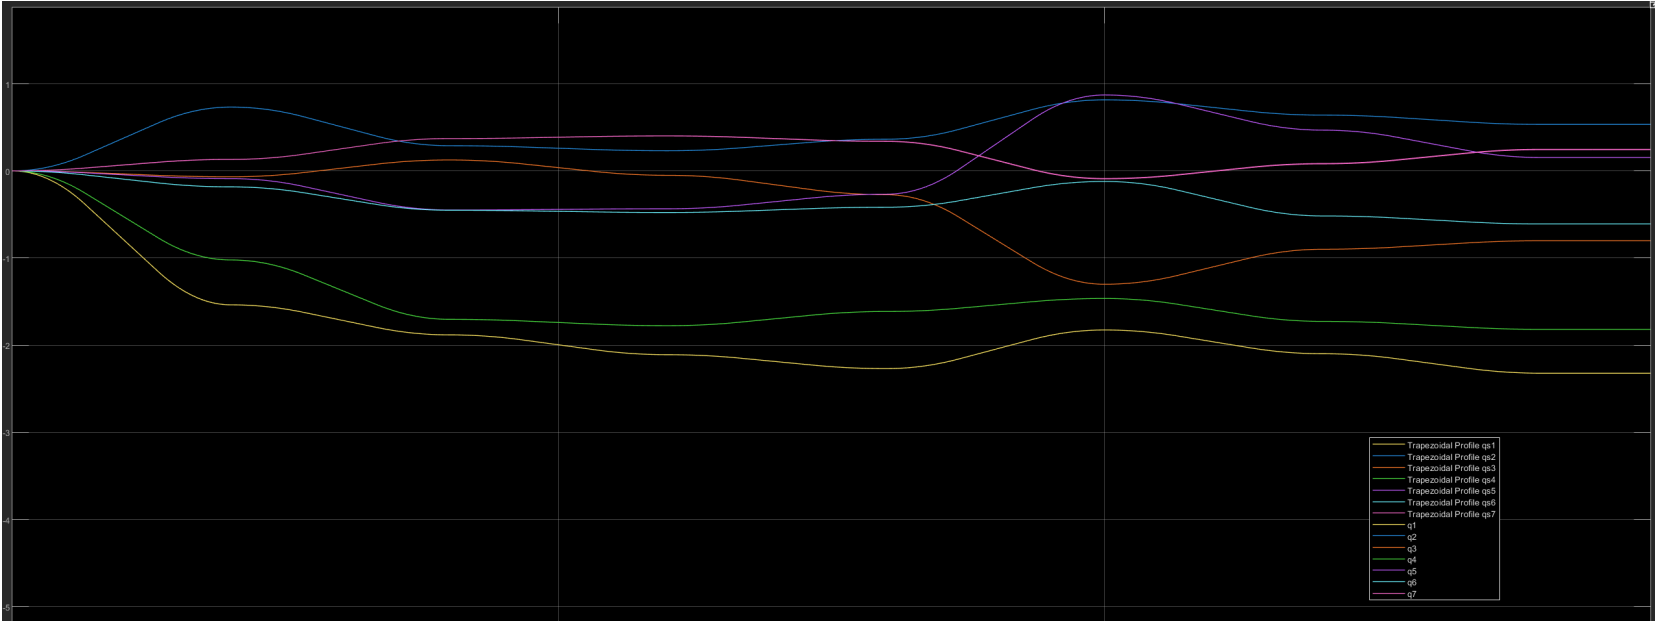 1
0
-1
-2
-3
-4
-5
Trapezoidal Profile qs1
Trapezoidal Profile qs2
Trapezoidal Profile qs3
Trapezoidal Profile qs4
Trapezoidal Profile qs5
Trapezoidal Profile qs6
Trapezoidal Profile qs7
q1
q2
q3
q4
q5
q6
q7